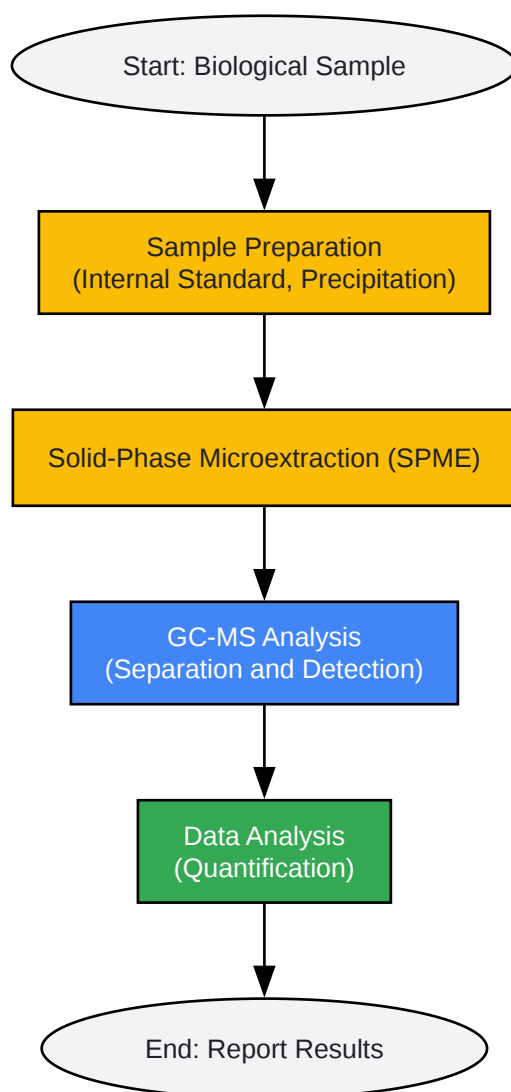 Start: Biological Sample
Sample Preparation
(Internal Standard, Precipitation)
Solid-Phase Microextraction (SPME)
GC-MS Analysis
(Separation and Detection)
Data Analysis
(Quantification)
End: Report Results